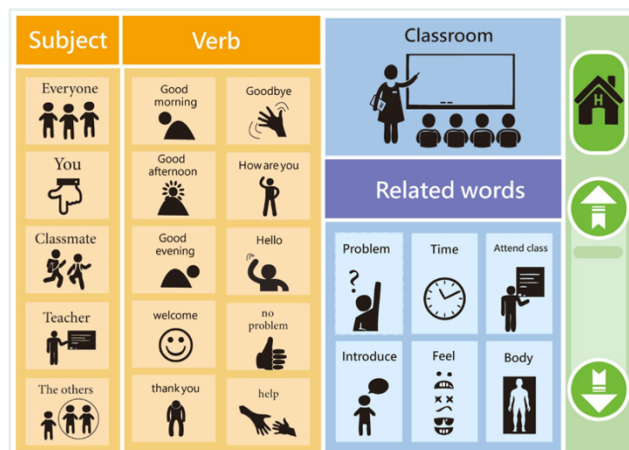 Subject
Verb
Classroom
Everyone
Good
morning
Goodbye
H
You
Good
afternoon
How are you
Related words
Classmate
Good
evening
Hello
Problem
Time
Attend class
Teacher
welcome
no
problem
Introduce
Feel
Body
The others
thank you
help